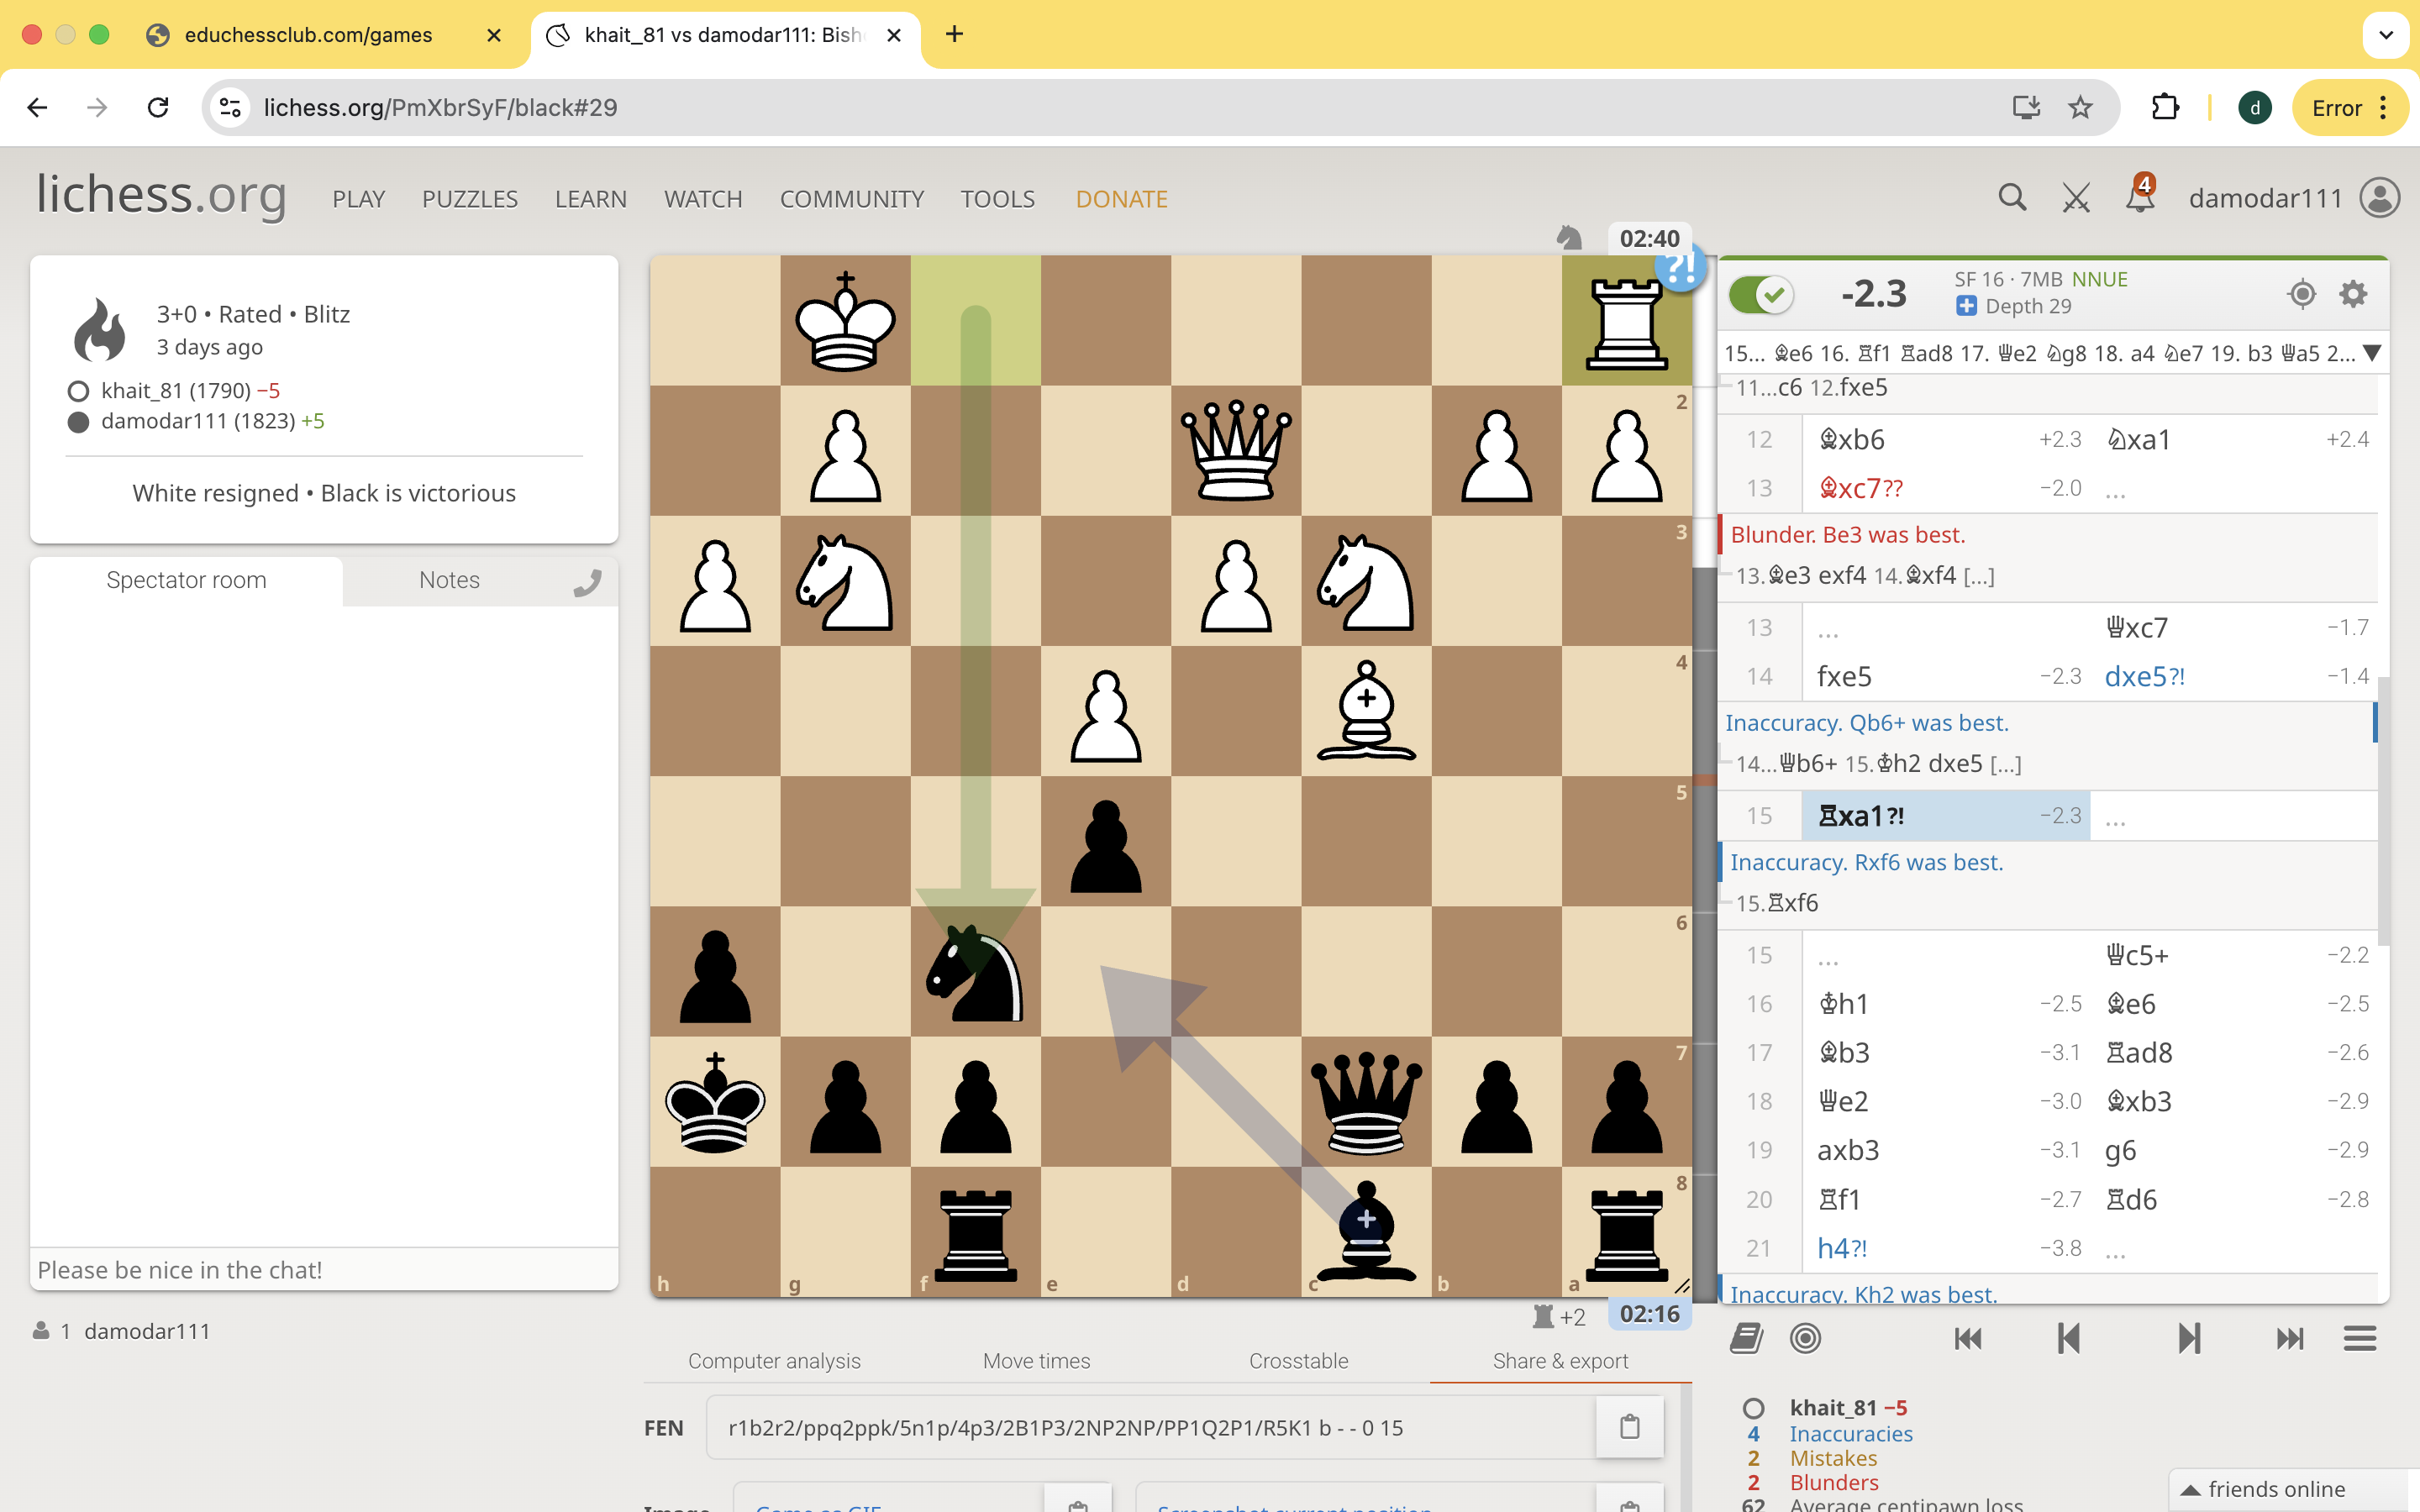 educhessclub.com/games
khait_81 vs damodar111: Bish
lichess.org/PmXbrSyF/black#29
d
Error
lichess.org
PLAY PUZZLES LEARN WATCH COMMUNITY TOOLS DONATE
4
damodar111
3+0 • Rated • Blitz
3 days ago
khait_81 (1790) −5
damodar111 (1823) +5
White resigned • Black is victorious
Spectator room
Notes
Please be nice in the chat!
1 damodar111
02:40
?!
2
3
4
5
6
7
8
h g f e d c b a
+2
02:16
-2.3
SF 16 · 7MB NNUE
Depth 29
15... ♗e6 16. ♖f1 ♖ad8 17. ♕e2 ♘g8 18. a4 ♘e7 19. b3 ♕a5 2...
11...c6 12.fxe5
12 ♗xb6 +2.3 ♘xa1 +2.4
13 ♗xc7?? −2.0 ...
Blunder. Be3 was best.
13.♗e3 exf4 14.♗xf4 [...]
13 ... ♕xc7 −1.7
14 fxe5 −2.3 dxe5?! −1.4
Inaccuracy. Qb6+ was best.
14...♕b6+ 15.♔h2 dxe5 [...]
15 ♖xa1?! −2.3 ...
Inaccuracy. Rxf6 was best.
15.♖xf6
15 ... ♕c5+ −2.2
16 ♔h1 −2.5 ♗e6 −2.5
17 ♗b3 −3.1 ♖ad8 −2.6
18 ♕e2 −3.0 ♗xb3 −2.9
19 axb3 −3.1 g6 −2.9
20 ♖f1 −2.7 ♖d6 −2.8
21 h4?! −3.8 ...
Inaccuracy. Kh2 was best.
Computer analysis
Move times
Crosstable
Share & export
FEN
r1b2r2/ppq2ppk/5n1p/4p3/2B1P3/2NP2NP/PP1Q2P1/R5K1 b - - 0 15
Image
Game as GIF
Screenshot current position
khait_81 −5
4 Inaccuracies
2 Mistakes
2 Blunders
62 Average centipawn loss
friends online